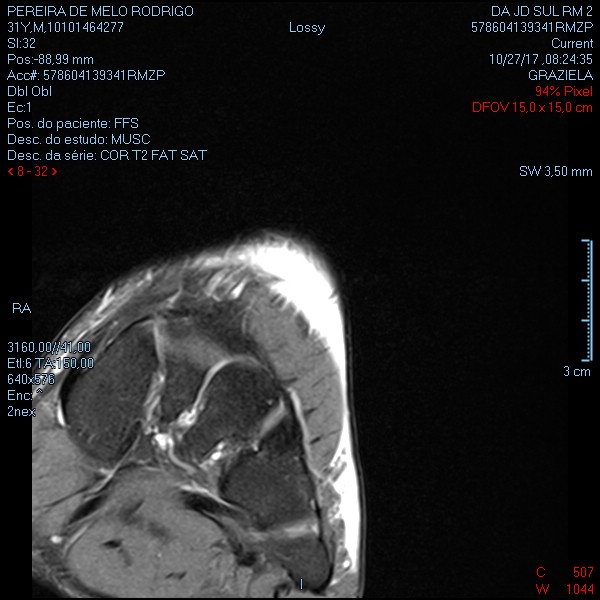 PEREIRA DE MELO RODRIGO
31Y,M,10101464277
Sl:32
Pos:-88,99 mm
Acc#: 578604139341RMZP
Dbl Obl
Ec:1
Pos. do paciente: FFS
Desc. do estudo: MUSC
Desc. da série: COR T2 FAT SAT
< 8 - 32 >
Lossy
DA JD SUL RM 2
578604139341RMZP
Current
10/27/17 ,08:24:35
GRAZIELA
94% Pixel
DFOV 15,0 x 15,0 cm
SW 3,50 mm
RA
3160,00//41,00
Etl:6 TA:150,00
640x576
Enc: ^
2nex
3 cm
I
C 507
W 1044